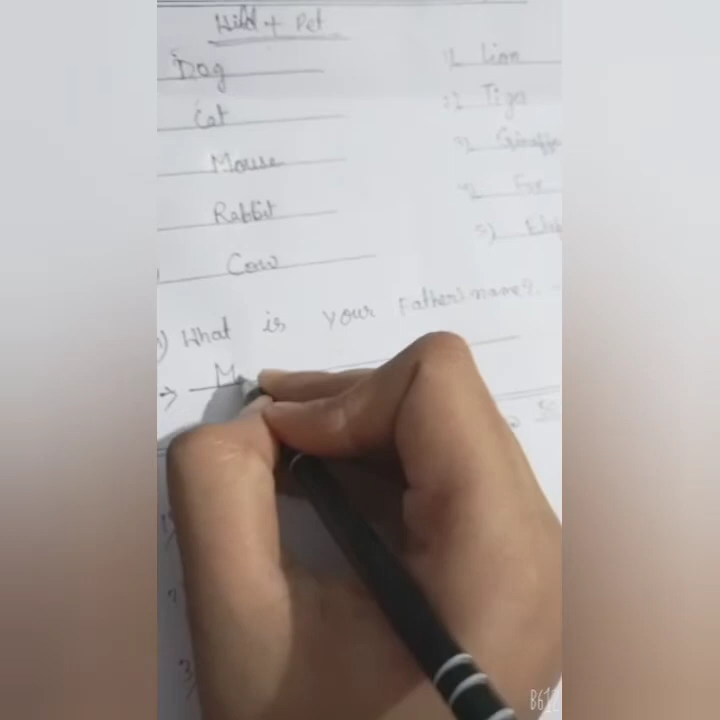 Wild + Pet
Dog
1) Lion
Cat
2) Tiger
Mouse
3) Giraffe
Rabbit
4) Fox
Cow
5)
What is your Father's name?
→ M
3)
B612